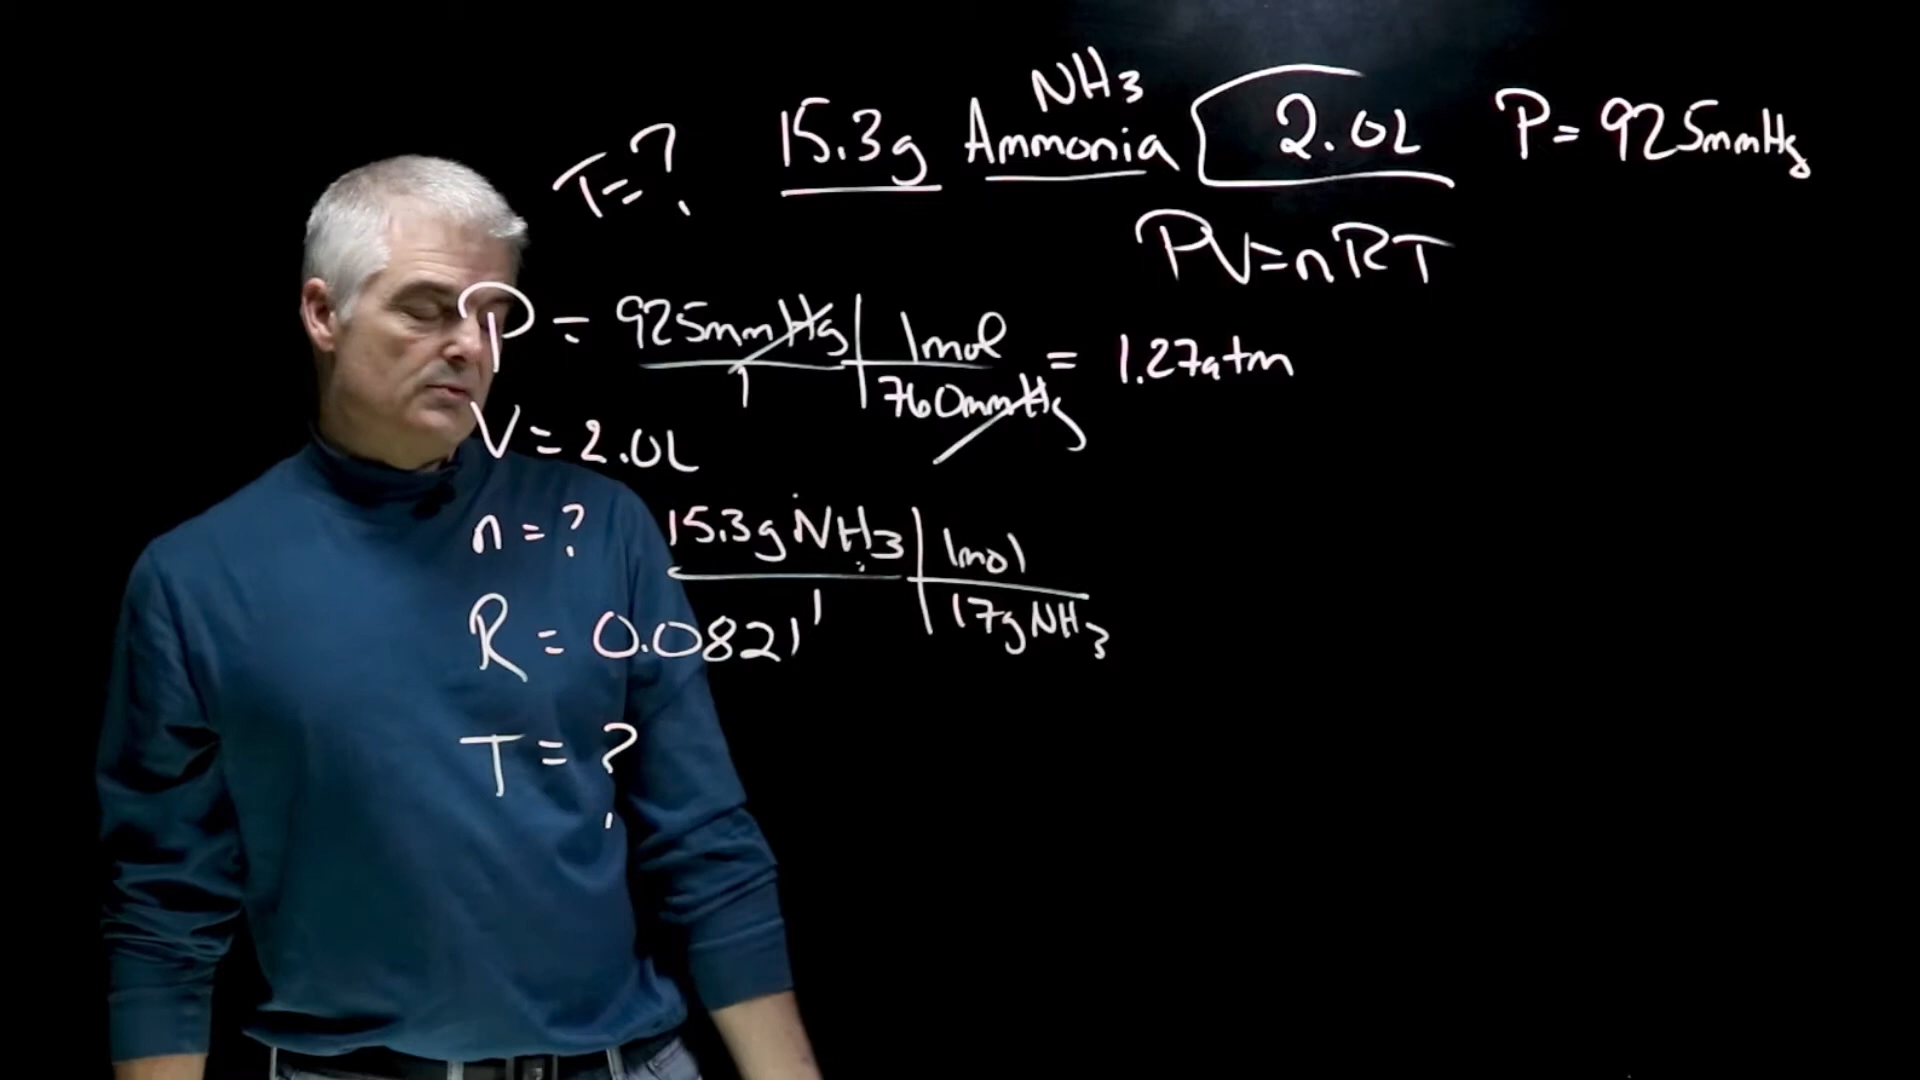 T=? 15.3g Ammonia NH3 2.0L P= 925mmHg
PV=nRT
P = 925mmHg/1 | 1mol/760mmHg = 1.27atm
V = 2.0L
n = ? 15.3g NH3/1 | 1mol/17g NH3
R = 0.0821
T = ?